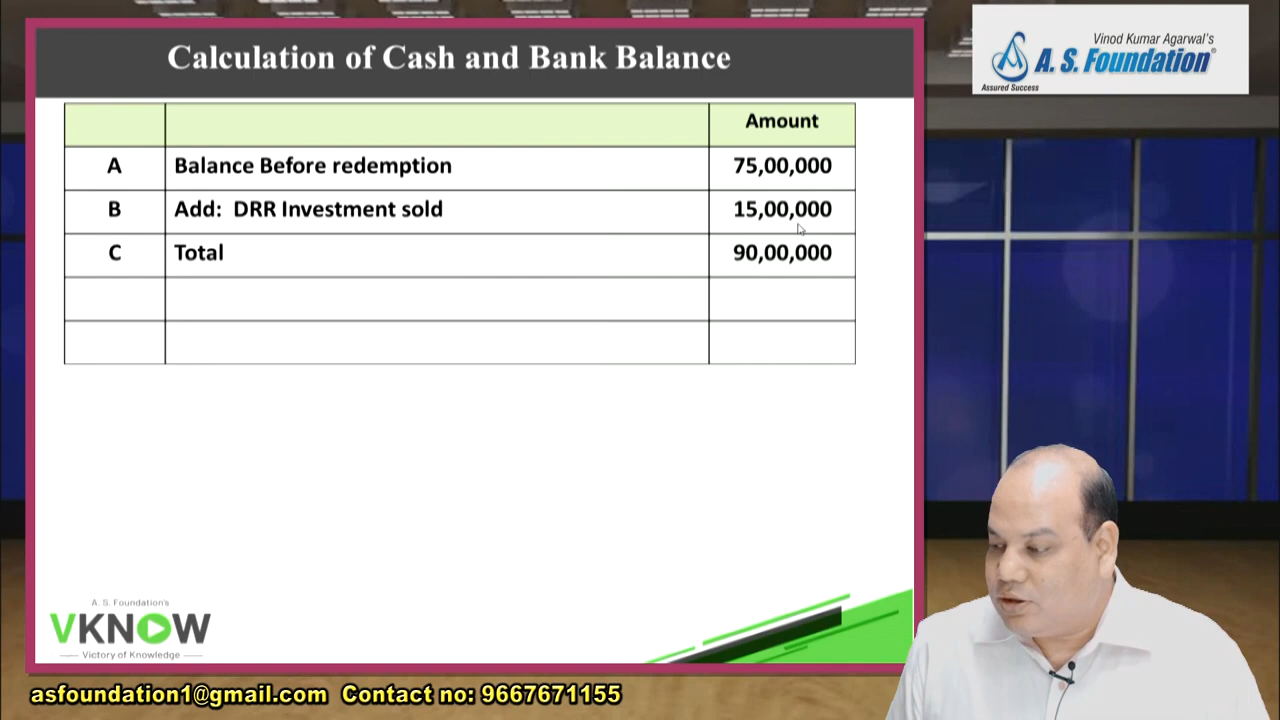 Calculation of Cash and Bank Balance
Vinod Kumar Agarwal's
A. S. Foundation®
Assured Success
Amount
A Balance Before redemption 75,00,000
B Add: DRR Investment sold 15,00,000
C Total 90,00,000
A. S. Foundation's
VKNOW
Victory of Knowledge
asfoundation1@gmail.com Contact no: 9667671155